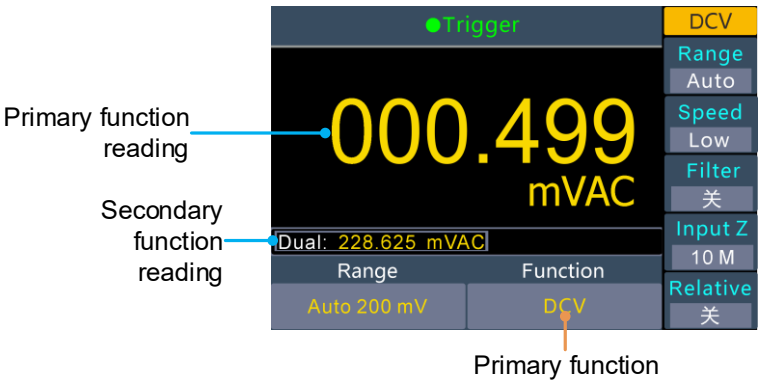 Trigger
DCV
Range
Auto
Speed
Low
Filter
关
Input Z
10 M
Relative
关
Primary function
reading
000.499
mVAC
Secondary
function
reading
Dual: 228.625 mVAC
Range
Function
Auto 200 mV
DCV
Primary function